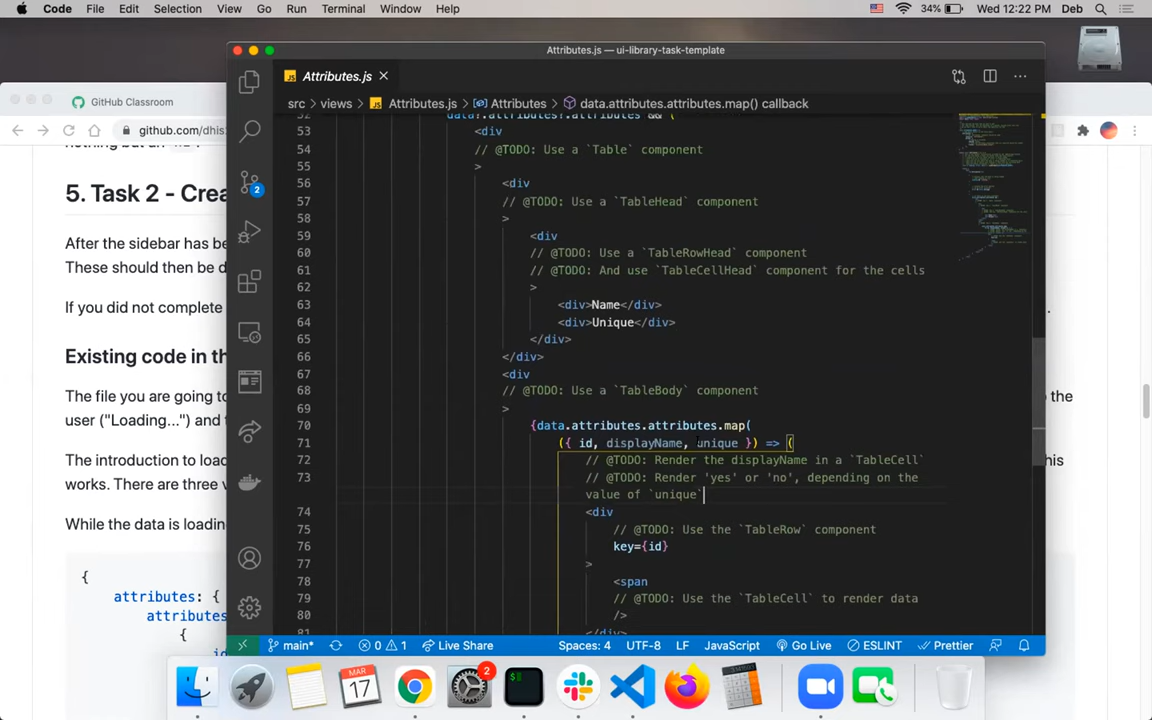 Code File Edit Selection View Go Run Terminal Window Help 34% Wed 12:22 PM Deb
Attributes.js — ui-library-task-template
Attributes.js
src > views > Attributes.js > Attributes > data.attributes.attributes.map() callback
GitHub Classroom
github.com/dhis
5. Task 2 - Crea
After the sidebar has be
These should then be d
If you did not complete
Existing code in th
The file you are going to
the
user ("Loading...") and
The introduction to load
his
works. There are three v
While the data is loadin
{
attributes: {
attributes
{
52 data?.attributes?.attributes && (
53 <div
54 // @TODO: Use a `Table` component
55 >
56 <div
57 // @TODO: Use a `TableHead` component
58 >
59 <div
60 // @TODO: Use a `TableRowHead` component
61 // @TODO: And use `TableCellHead` component for the cells
62 >
63 <div>Name</div>
64 <div>Unique</div>
65 </div>
66 </div>
67 <div
68 // @TODO: Use a `TableBody` component
69 >
70 {data.attributes.attributes.map(
71 ({ id, displayName, unique }) => (
72 // @TODO: Render the displayName in a `TableCell`
73 // @TODO: Render 'yes' or 'no', depending on the
value of `unique`
74 <div
75 // @TODO: Use the `TableRow` component
76 key={id}
77 >
78 <span
79 // @TODO: Use the `TableCell` to render data
80 />
81 </div>
2
main* 0 1 Live Share Spaces: 4 UTF-8 LF JavaScript Go Live ESLINT Prettier
MAR
17
2